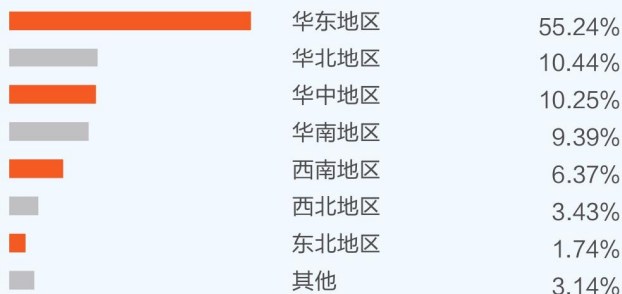 华东地区 55.24%
华北地区 10.44%
华中地区 10.25%
华南地区 9.39%
西南地区 6.37%
西北地区 3.43%
东北地区 1.74%
其他 3.14%